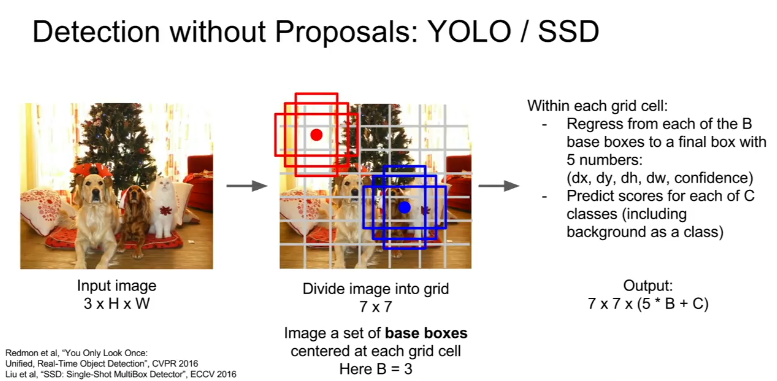 Detection without Proposals: YOLO / SSD
Input image
3 x H x W
Divide image into grid
7 x 7
Image a set of base boxes
centered at each grid cell
Here B = 3
Within each grid cell:
- Regress from each of the B
base boxes to a final box with
5 numbers:
(dx, dy, dh, dw, confidence)
- Predict scores for each of C
classes (including
background as a class)
Output:
7 x 7 x (5 * B + C)
Redmon et al, "You Only Look Once:
Unified, Real-Time Object Detection", CVPR 2016
Liu et al, "SSD: Single-Shot MultiBox Detector", ECCV 2016